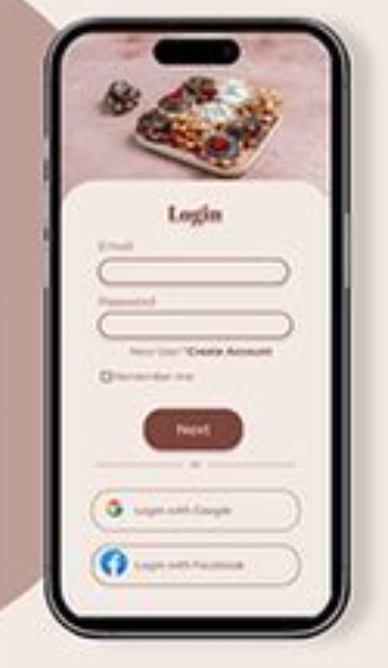 Login
Email
Password
New User? Create Account
Remember me
Next
or
Login with Google
Login with Facebook